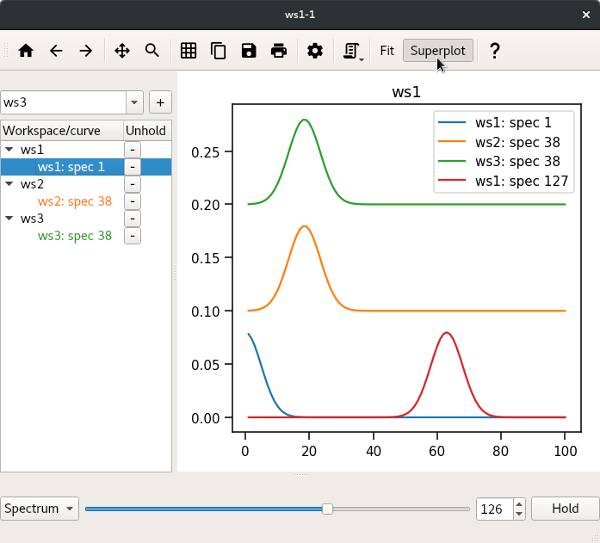 ws1-1
Fit Superplot ?
ws3 +
Workspace/curve Unhold
ws1 -
ws1: spec 1 -
ws2 -
ws2: spec 38 -
ws3 -
ws3: spec 38 -
ws1
ws1: spec 1
ws2: spec 38
ws3: spec 38
ws1: spec 127
0.25
0.20
0.15
0.10
0.05
0.00
0 20 40 60 80 100
Spectrum 126 Hold